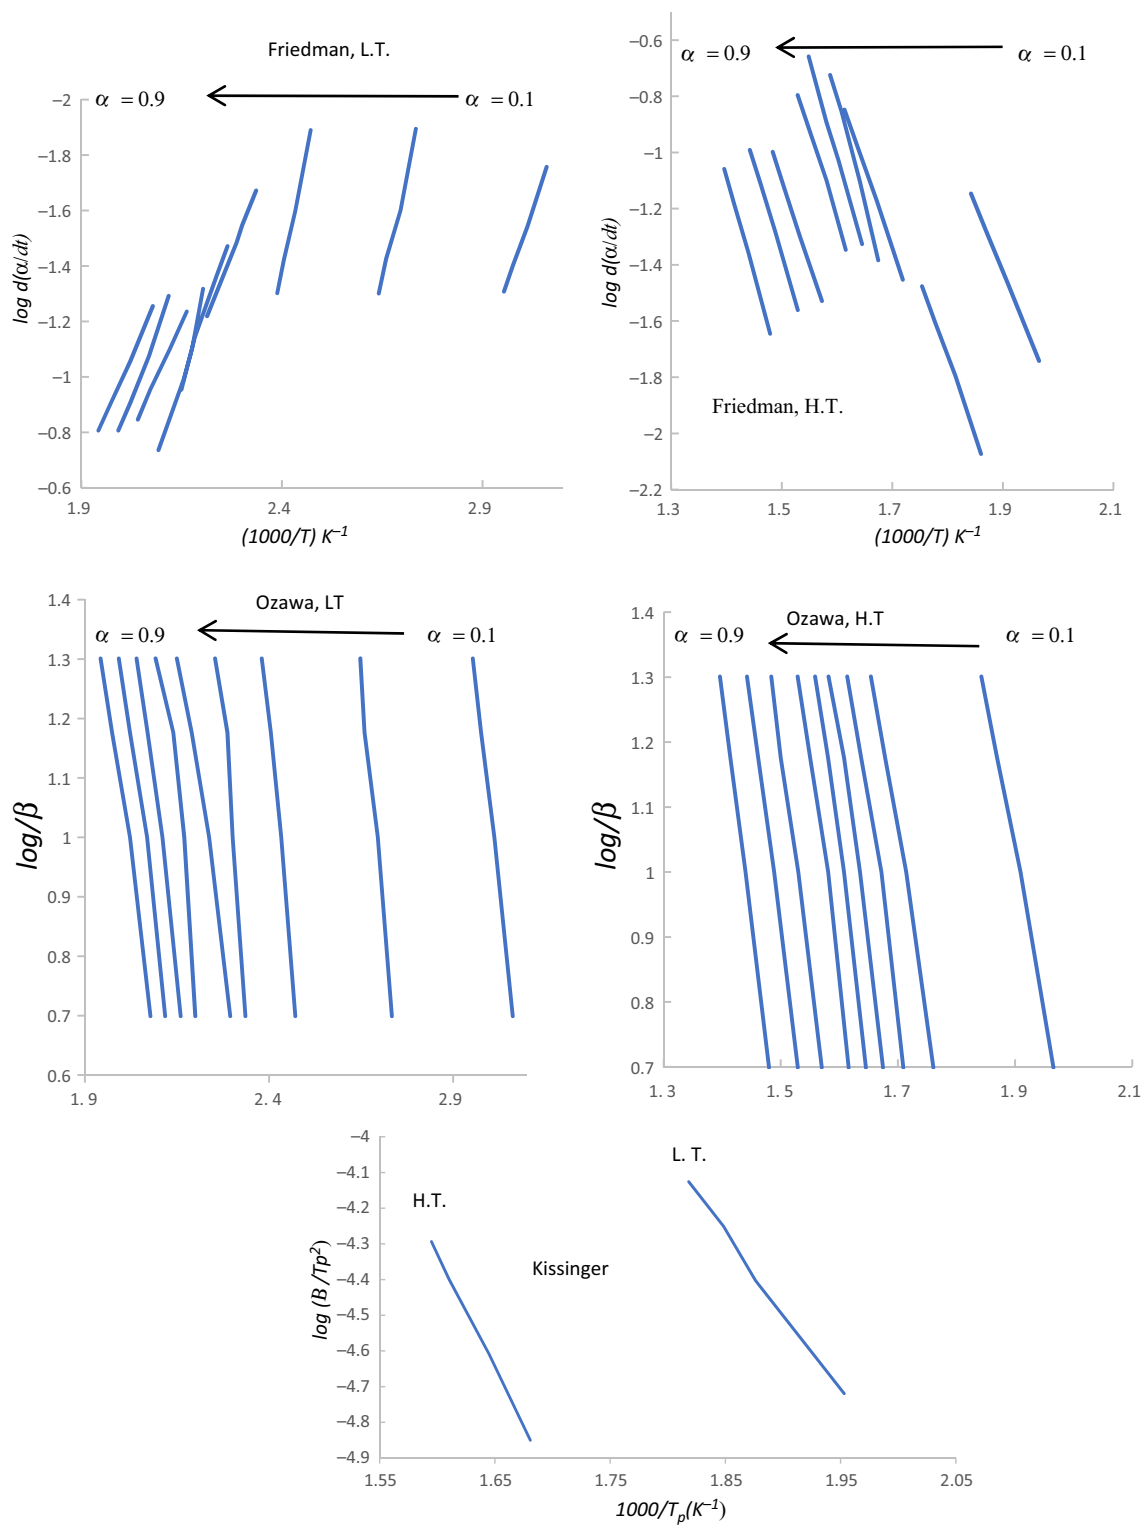 Friedman, L.T.
α = 0.9
α = 0.1
−2
−1.8
−1.6
−1.4
−1.2
−1
−0.8
−0.6
log d(α/dt)
1.9
2.4
2.9
(1000/T) K−1
−0.6
−0.8
−1
−1.2
−1.4
−1.6
−1.8
−2
−2.2
α = 0.9
α = 0.1
log d(α/dt)
Friedman, H.T.
1.3
1.5
1.7
1.9
2.1
(1000/T) K−1
Ozawa, LT
α = 0.9
α = 0.1
1.4
1.3
1.2
1.1
1
0.9
0.8
0.7
0.6
log/β
1.9
2.4
2.9
Ozawa, H.T
α = 0.9
α = 0.1
1.4
1.3
1.2
1.1
1
0.9
0.8
0.7
log/β
1.3
1.5
1.7
1.9
2.1
−4
−4.1
−4.2
−4.3
−4.4
−4.5
−4.6
−4.7
−4.8
−4.9
log (B /Tp2)
H.T.
L. T.
Kissinger
1.55
1.65
1.75
1.85
1.95
2.05
1000/Tp(K−1)